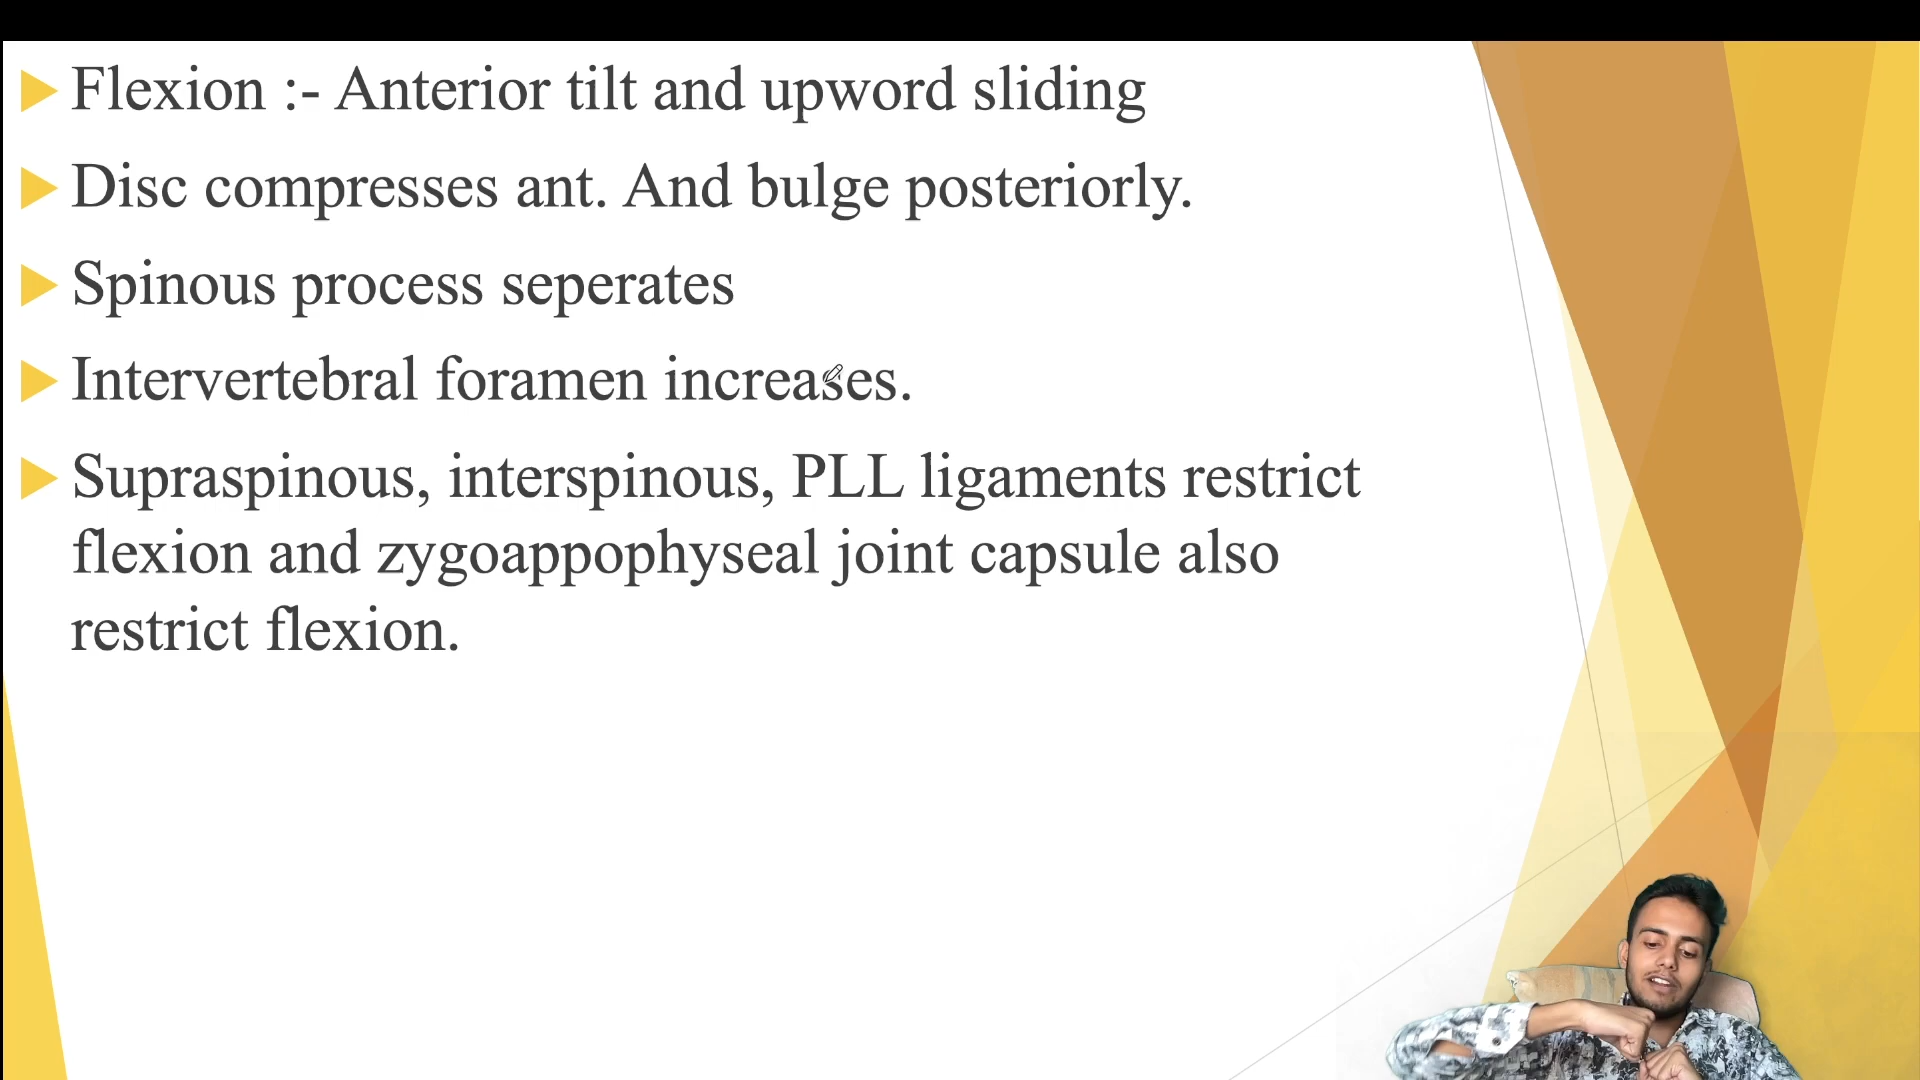 Flexion :- Anterior tilt and upword sliding
Disc compresses ant. And bulge posteriorly.
Spinous process seperates
Intervertebral foramen increases.
Supraspinous, interspinous, PLL ligaments restrict
flexion and zygoappophyseal joint capsule also
restrict flexion.